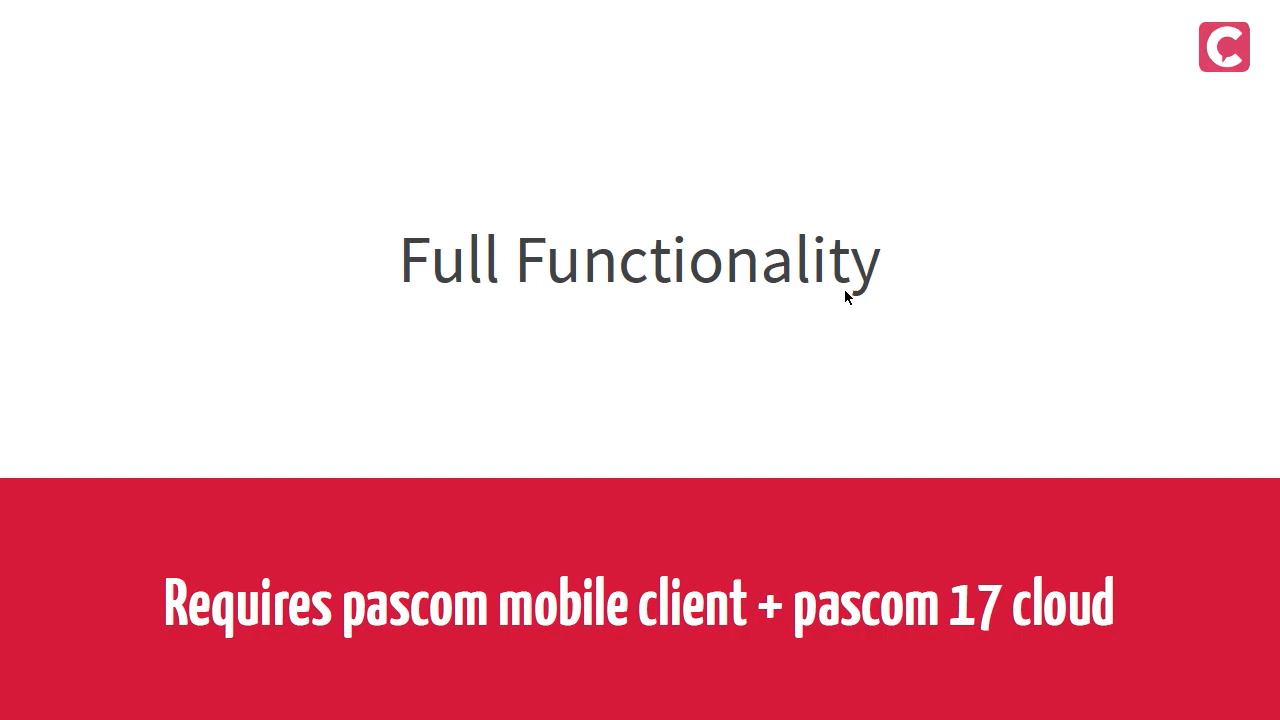 Full Functionality
Requires pascom mobile client + pascom 17 cloud